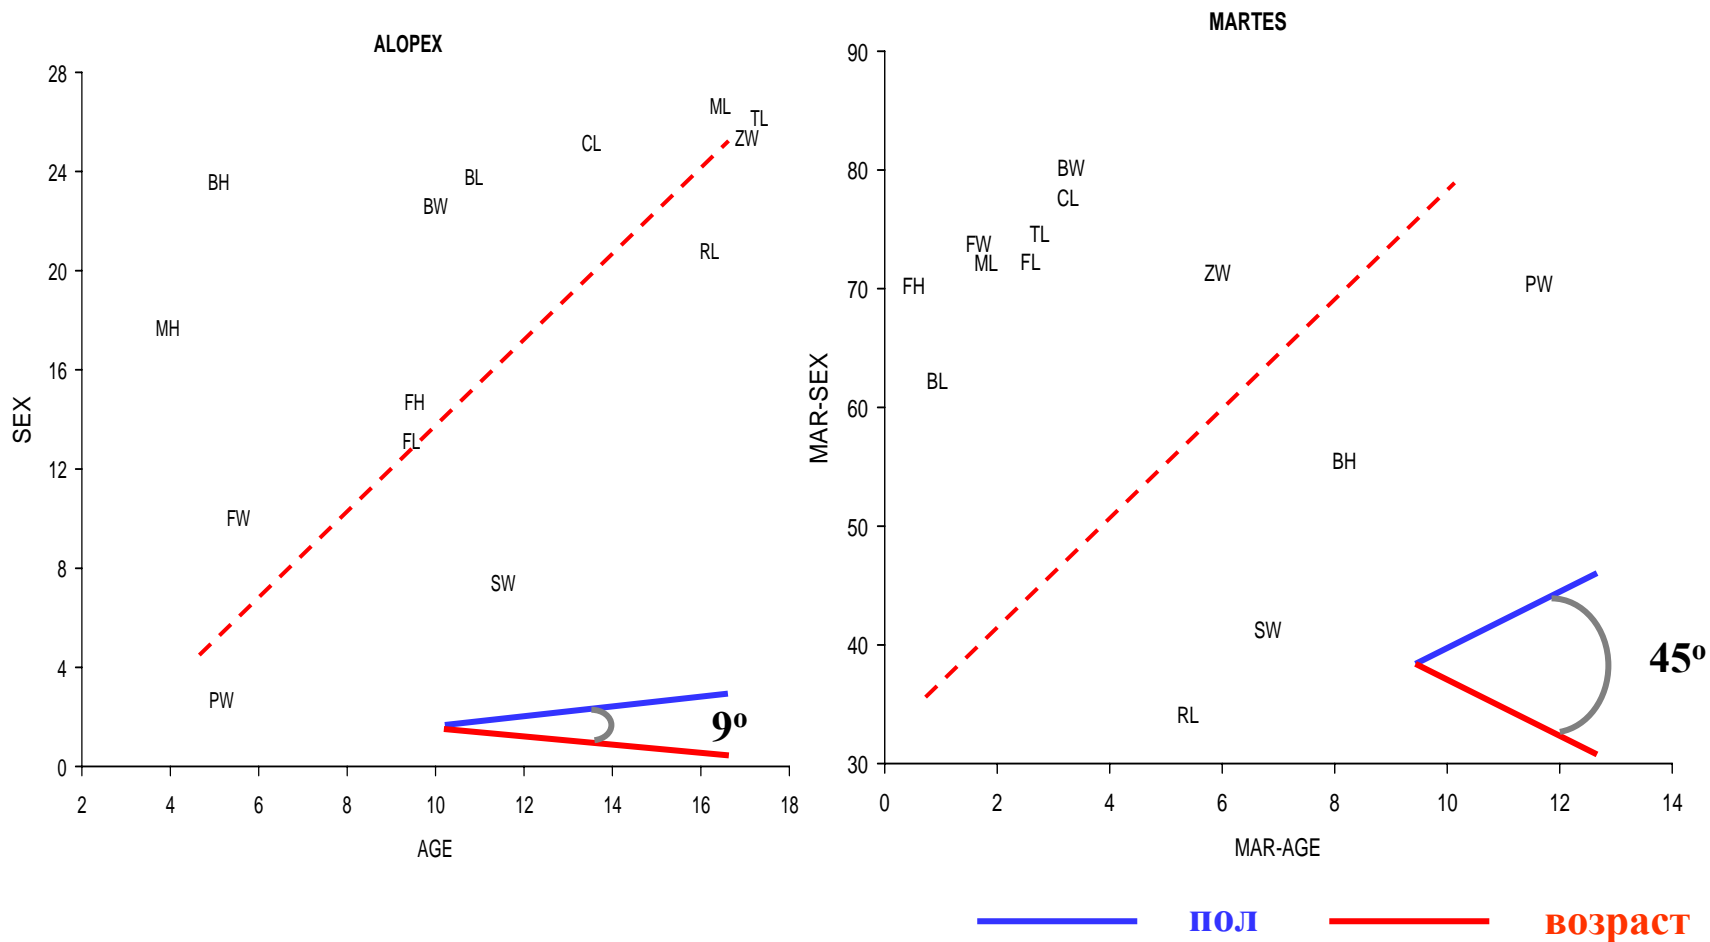 ALOPEX
SEX
28
24
20
16
12
8
4
0
ML
TL
ZW
CL
BL
BH
BW
RL
MH
FH
FL
FW
SW
PW
9º
2 4 6 8 10 12 14 16 18
AGE
MARTES
MAR-SEX
90
80
70
60
50
40
30
BW
CL
TL
FW
ML
FL
ZW
FH
PW
BL
BH
SW
RL
45º
0 2 4 6 8 10 12 14
MAR-AGE
пол возраст